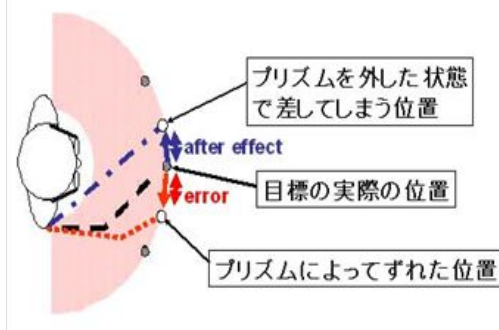 プリズムを外した状態
で差してしまう位置
after effect
目標の実際の位置
error
プリズムによってずれた位置